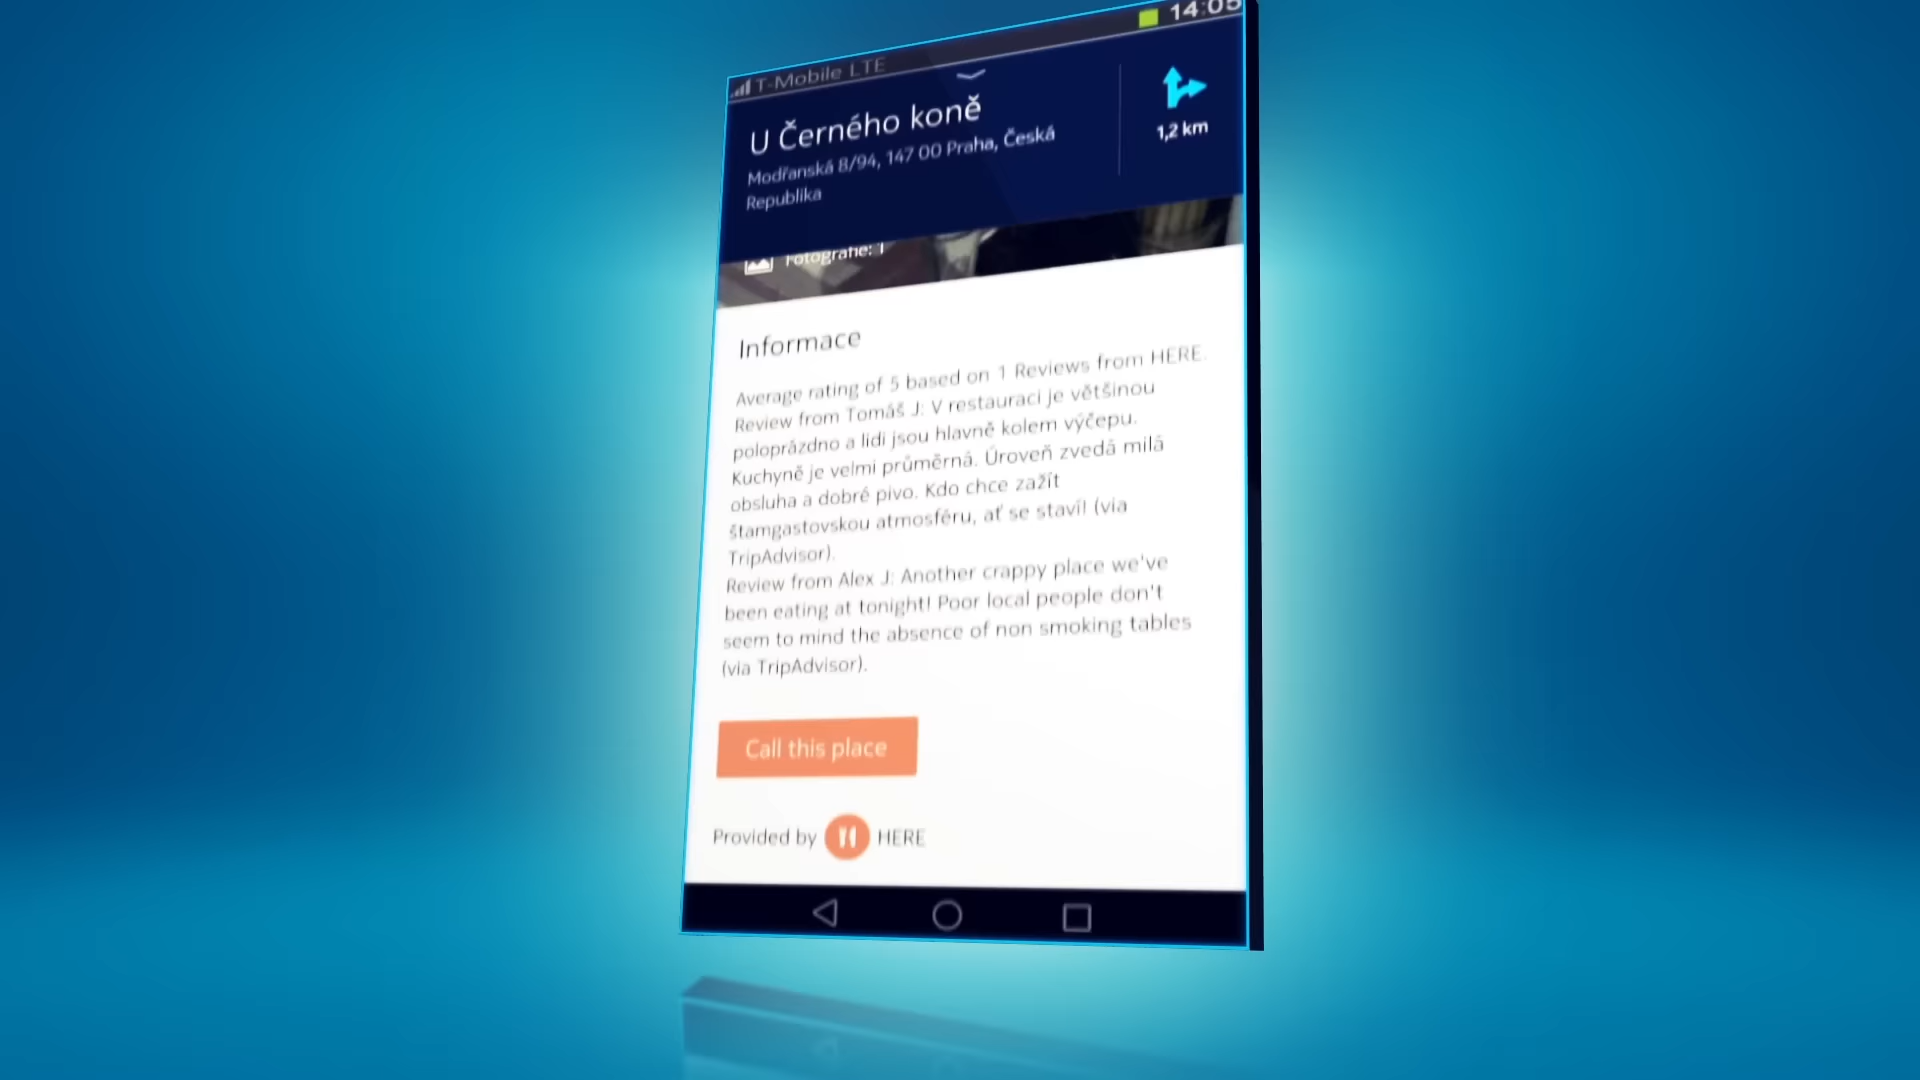 T-Mobile LTE
14:05
U Černého koně
Modřanská 8/94, 147 00 Praha, Česká
Republika
1,2 km
Fotografie: 1
Informace
Average rating of 5 based on 1 Reviews from HERE.
Review from Tomáš J: V restauraci je většinou
poloprázdno a lidi jsou hlavně kolem výčepu.
Kuchyně je velmi průměrná. Úroveň zvedá milá
obsluha a dobré pivo. Kdo chce zažít
štamgastovskou atmosféru, ať se staví! (via
TripAdvisor).
Review from Alex J: Another crappy place we've
been eating at tonight! Poor local people don't
seem to mind the absence of non smoking tables
(via TripAdvisor).
Call this place
Provided by HERE